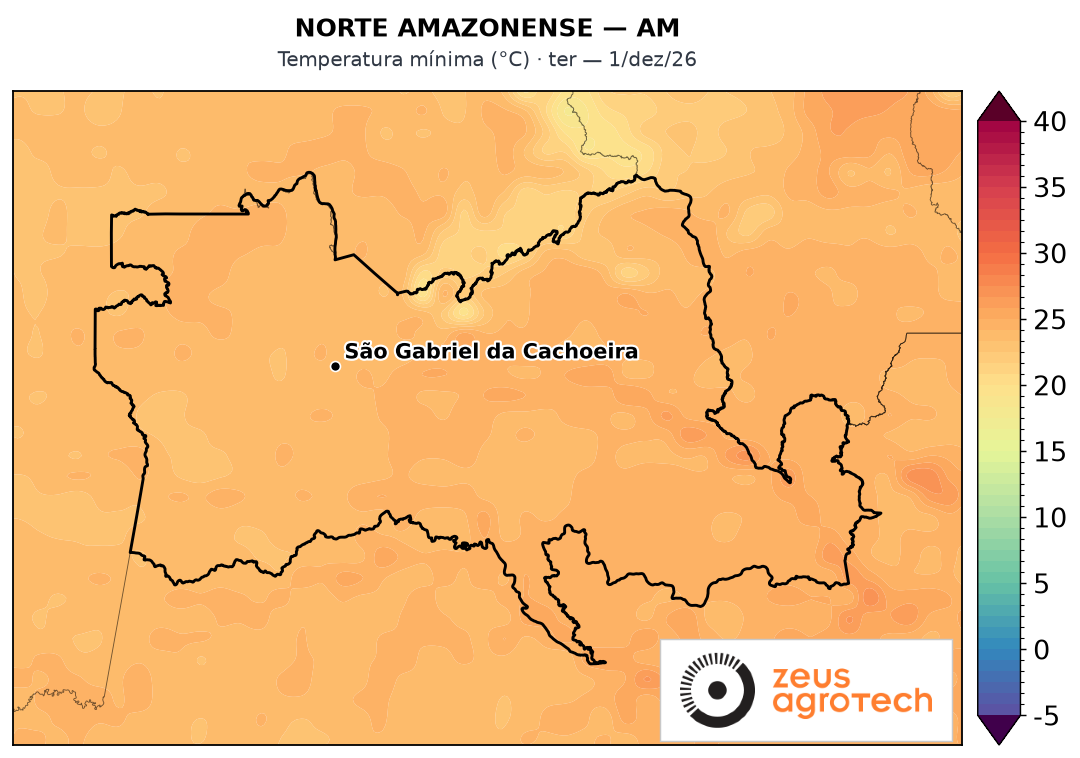 NORTE AMAZONENSE — AM
Temperatura mínima (°C) · ter — 1/dez/26
São Gabriel da Cachoeira
40
35
30
25
20
15
10
5
0
-5
zeus
agrotech